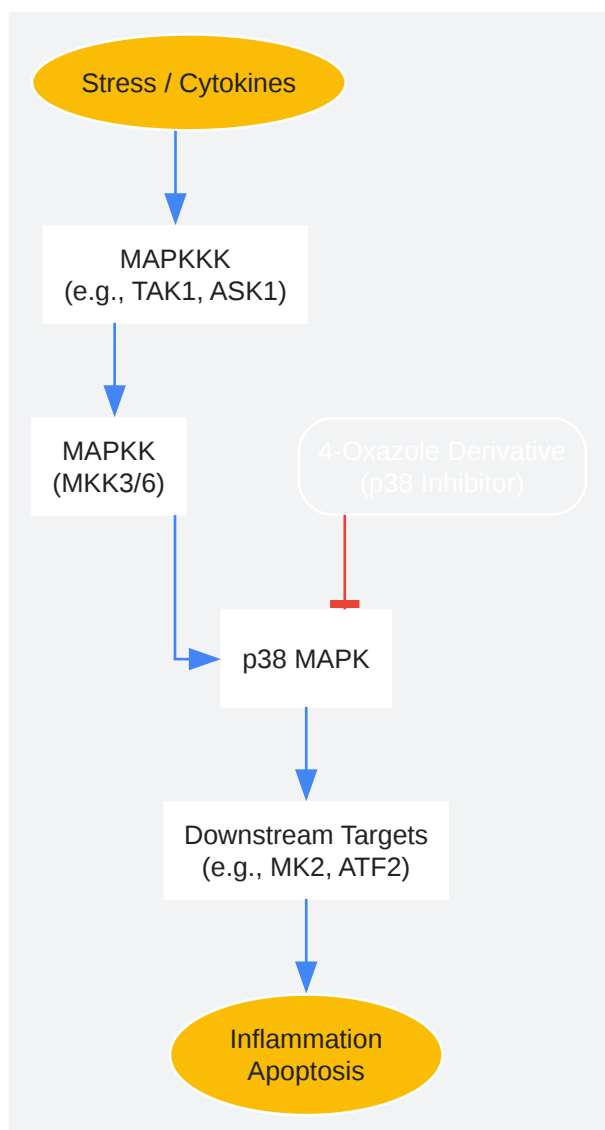 Stress / Cytokines
MAPKKK
(e.g., TAK1, ASK1)
MAPKK
(MKK3/6)
4-Oxazole Derivative
(p38 Inhibitor)
p38 MAPK
Downstream Targets
(e.g., MK2, ATF2)
Inflammation
Apoptosis